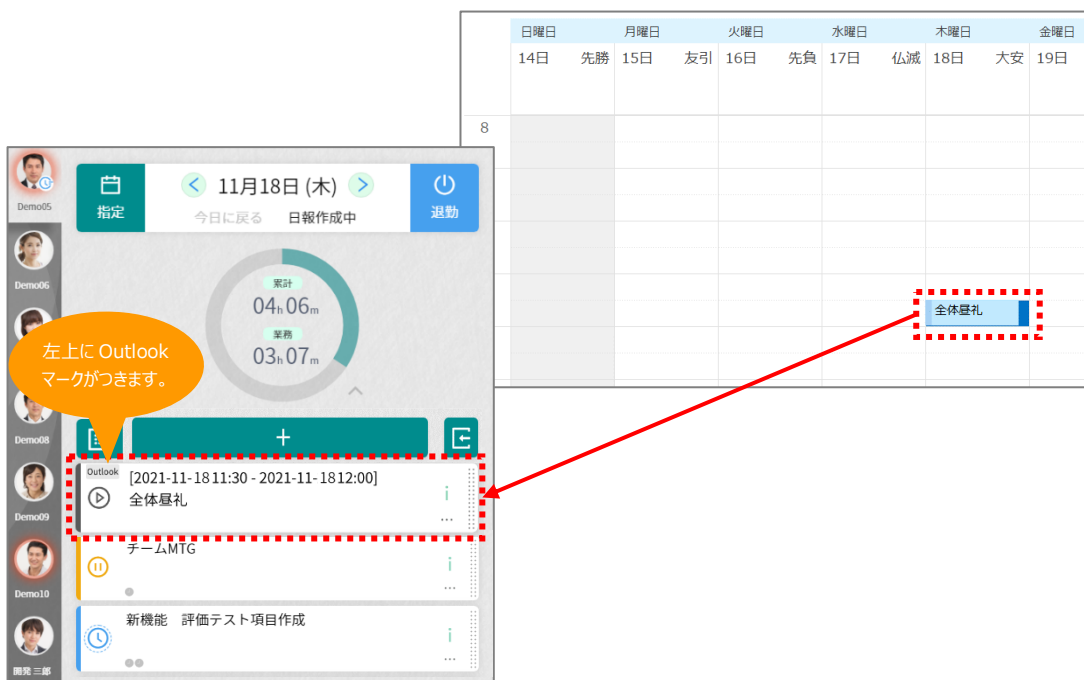 日曜日 月曜日 火曜日 水曜日 木曜日 金曜日
14日 先勝 15日 友引 16日 先負 17日 仏滅 18日 大安 19日
8
全体昼礼
Demo05
指定
11月18日 (木)
今日に戻る 日報作成中
退勤
Demo06
累計
04h 06m
業務
03h 07m
左上に Outlook
マークがつきます。
Demo08
+
Outlook
[2021-11-18 11:30 - 2021-11-18 12:00]
全体昼礼
i
...
Demo09
チームMTG
i
...
Demo10
新機能 評価テスト項目作成
i
...
開発 三郎